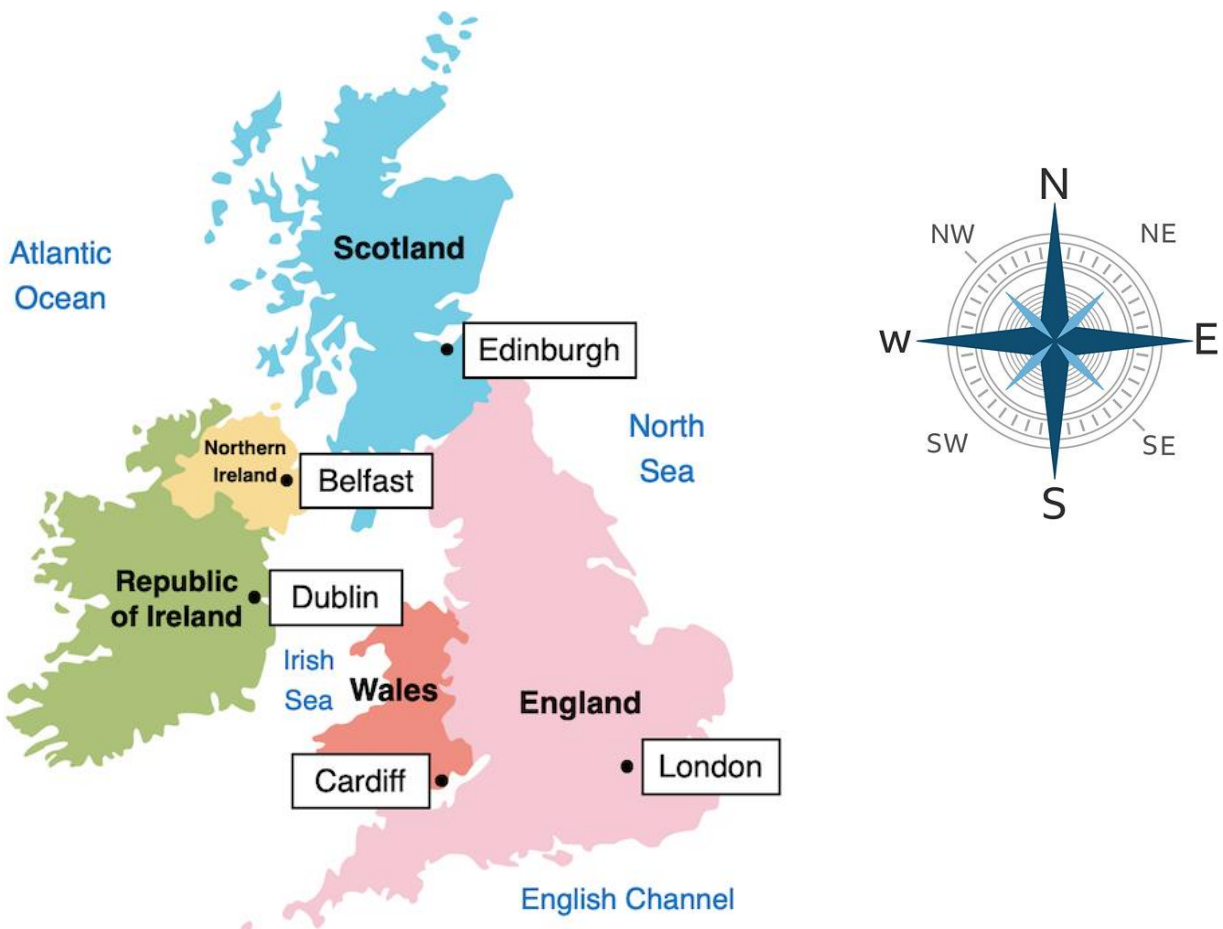 Atlantic
Ocean
Scotland
Edinburgh
North
Sea
Northern
Ireland
Belfast
Republic
of Ireland
Dublin
Irish
Sea
Wales
England
Cardiff
London
English Channel
N
NW
NE
W
E
SW
SE
S